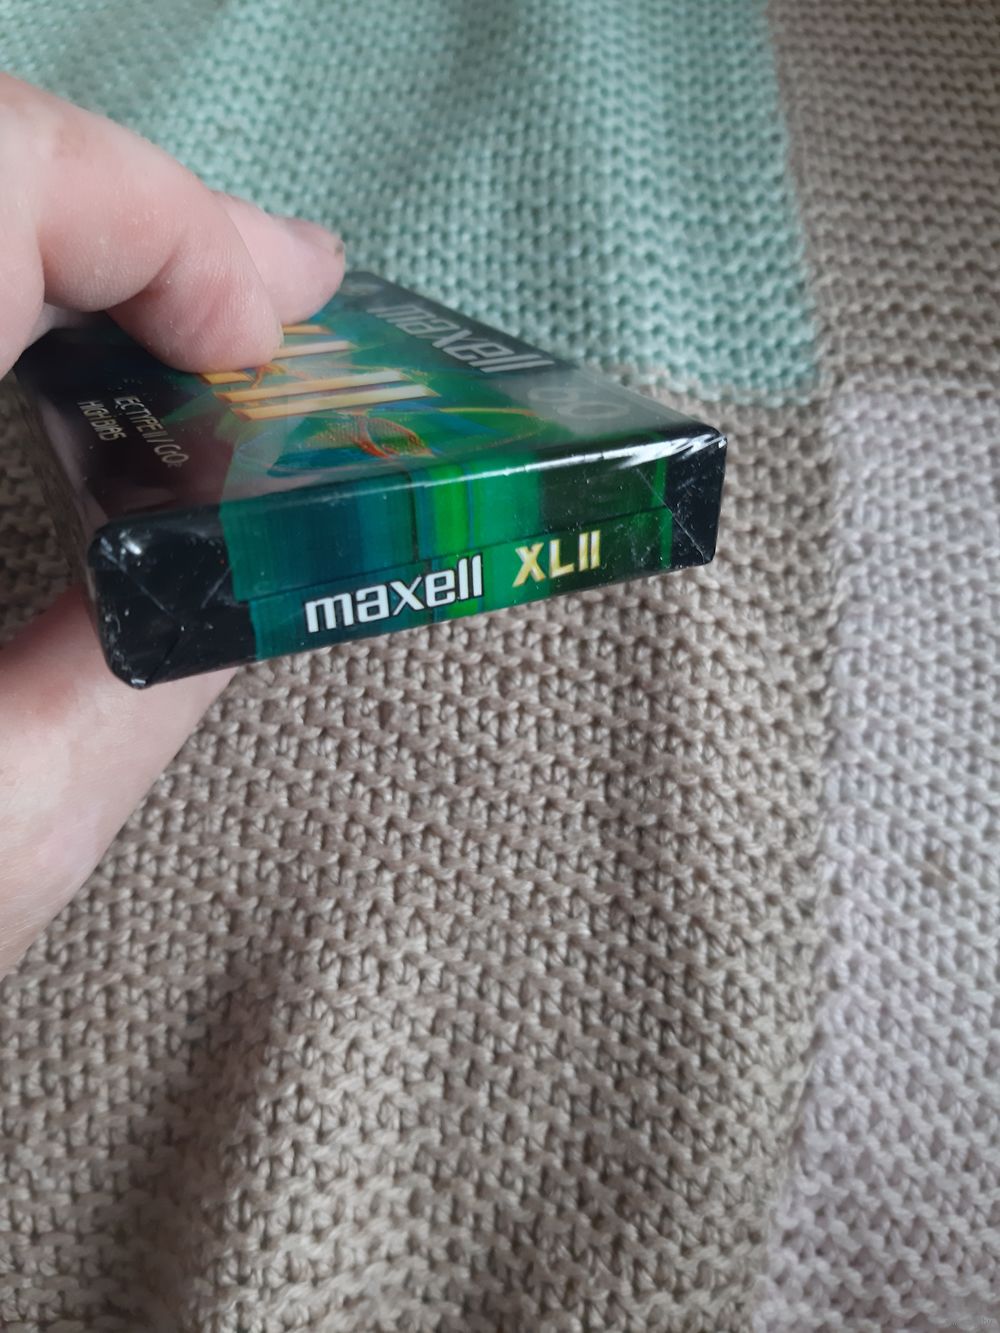 maxell
XLII
IEC TYPE II / CrO₂
HIGH BIAS
maxell XLII